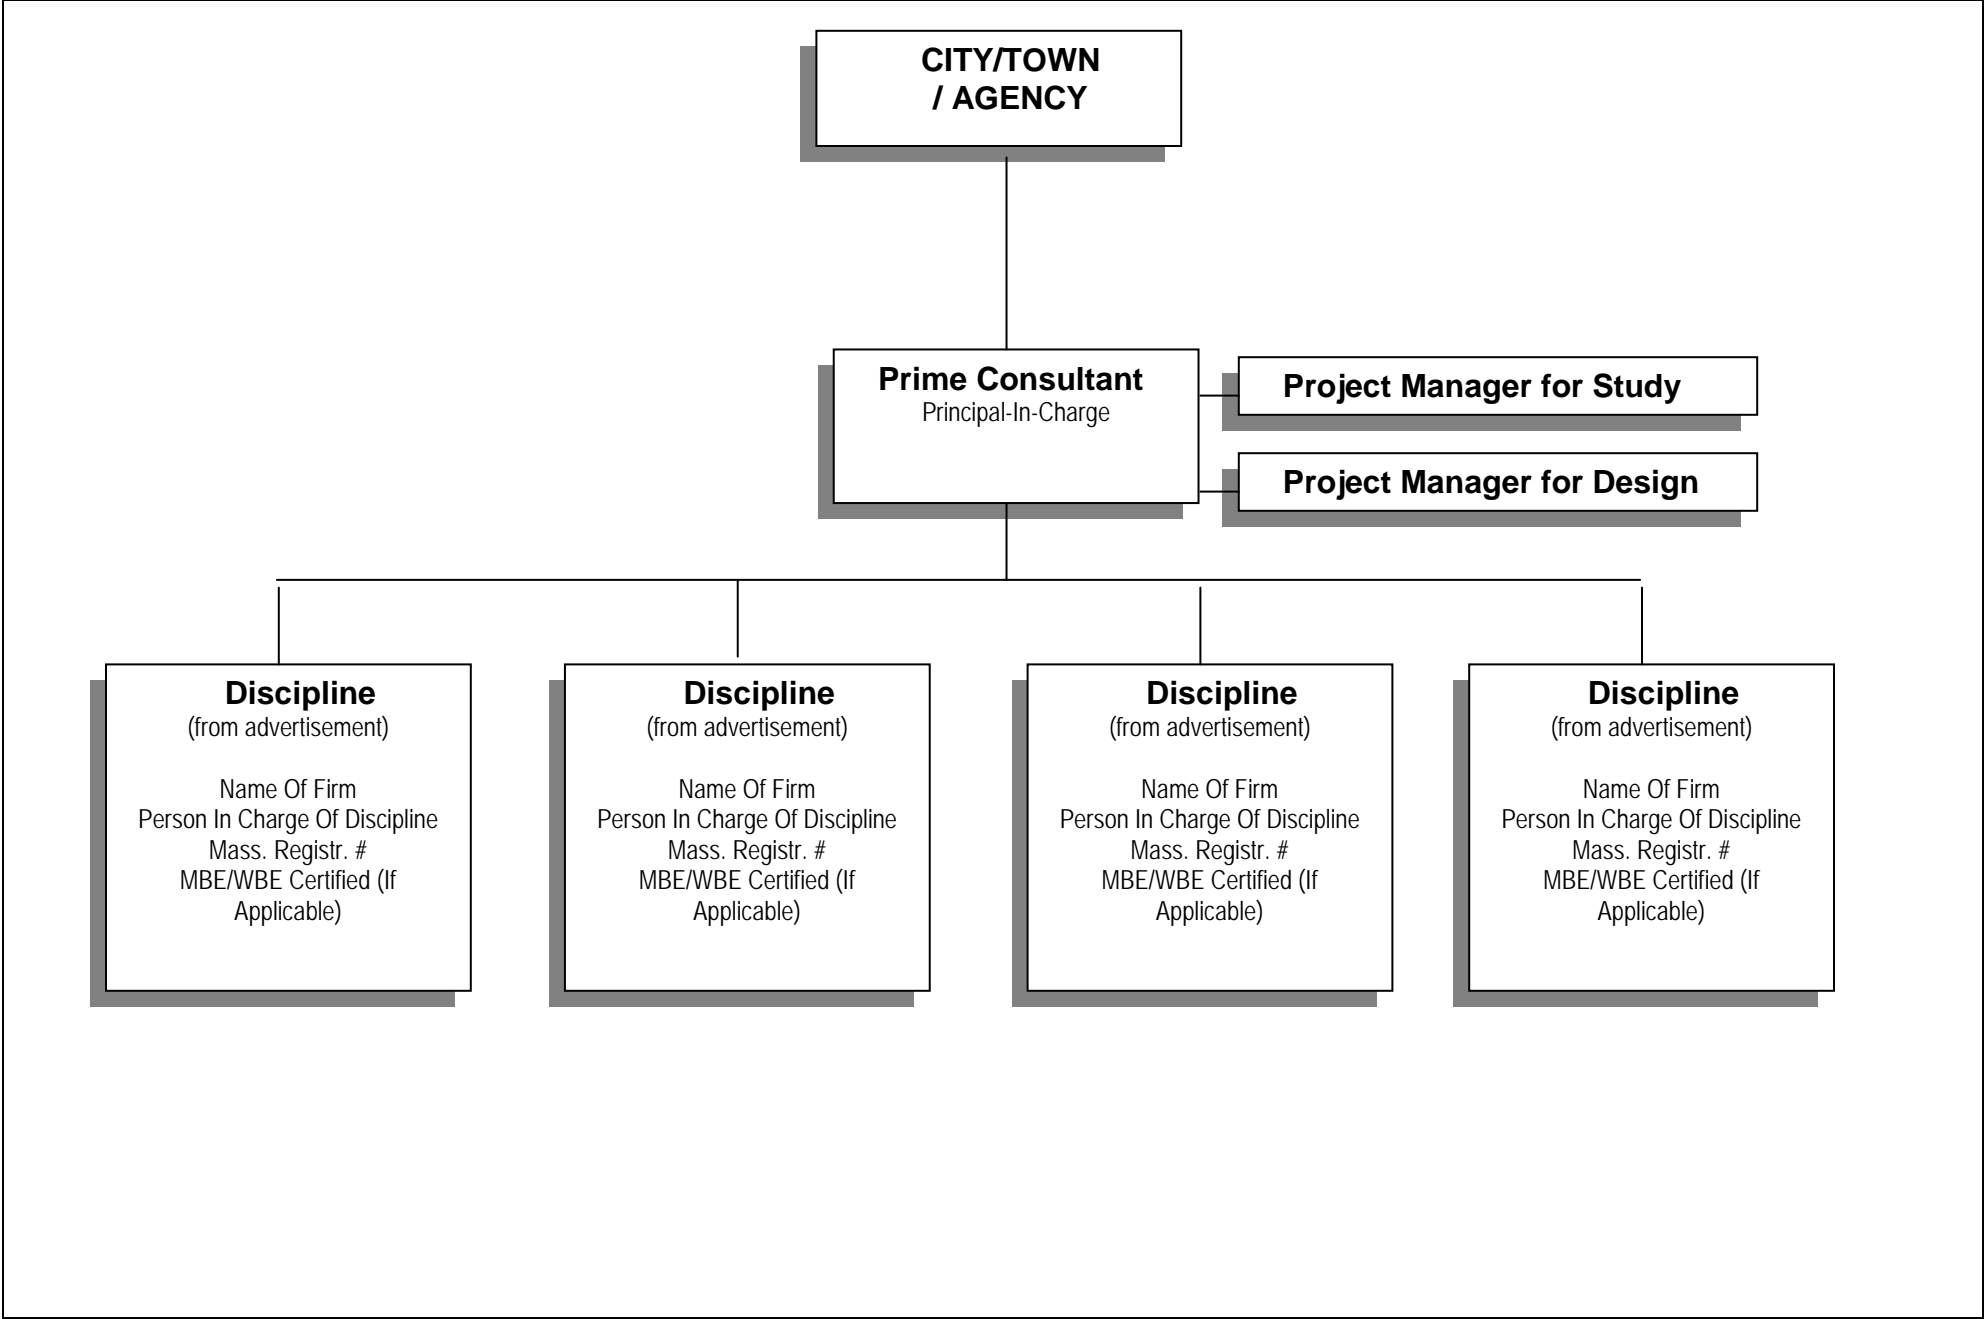 CITY/TOWN
/ AGENCY
Prime Consultant
Principal-In-Charge
Project Manager for Study
Project Manager for Design
Discipline
(from advertisement)
Name Of Firm
Person In Charge Of Discipline
Mass. Registr. #
MBE/WBE Certified (If
Applicable)
Discipline
(from advertisement)
Name Of Firm
Person In Charge Of Discipline
Mass. Registr. #
MBE/WBE Certified (If
Applicable)
Discipline
(from advertisement)
Name Of Firm
Person In Charge Of Discipline
Mass. Registr. #
MBE/WBE Certified (If
Applicable)
Discipline
(from advertisement)
Name Of Firm
Person In Charge Of Discipline
Mass. Registr. #
MBE/WBE Certified (If
Applicable)